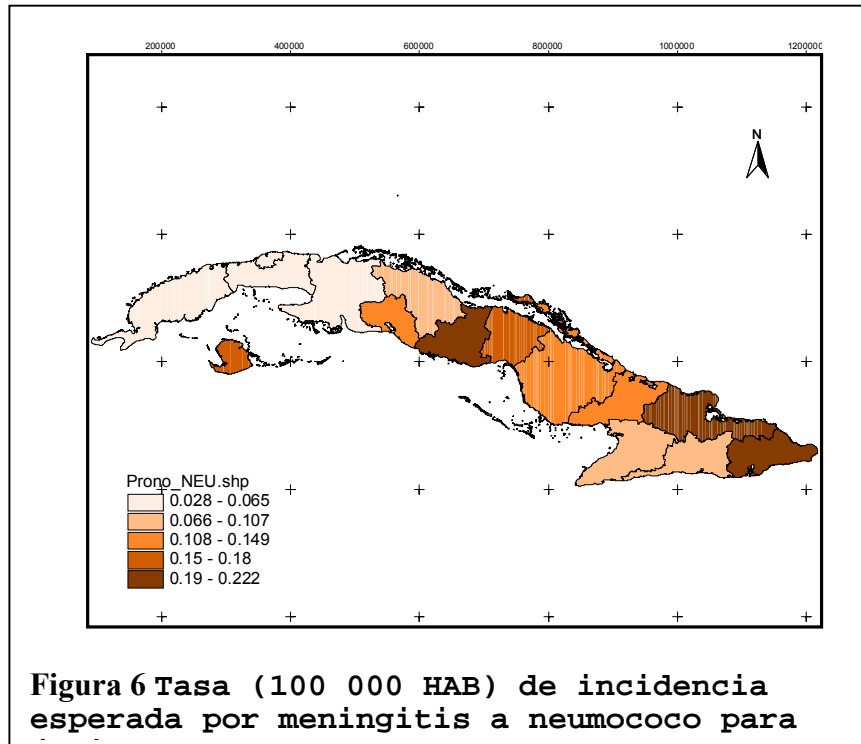 200000 400000 600000 800000 1000000 1200000
N
Prono_NEU.shp
0.028 - 0.065
0.066 - 0.107
0.108 - 0.149
0.15 - 0.18
0.19 - 0.222
Figura 6 Tasa (100 000 HAB) de incidencia
esperada por meningitis a neumococo para